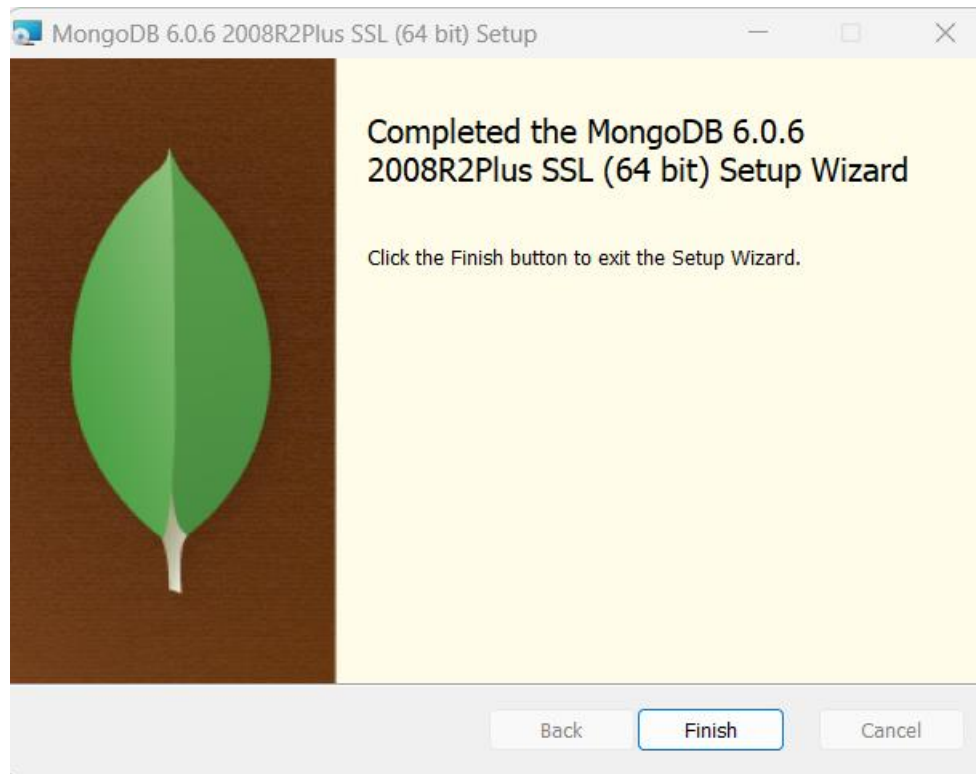 MongoDB 6.0.6 2008R2Plus SSL (64 bit) Setup
Completed the MongoDB 6.0.6
2008R2Plus SSL (64 bit) Setup Wizard
Click the Finish button to exit the Setup Wizard.
Back Finish Cancel